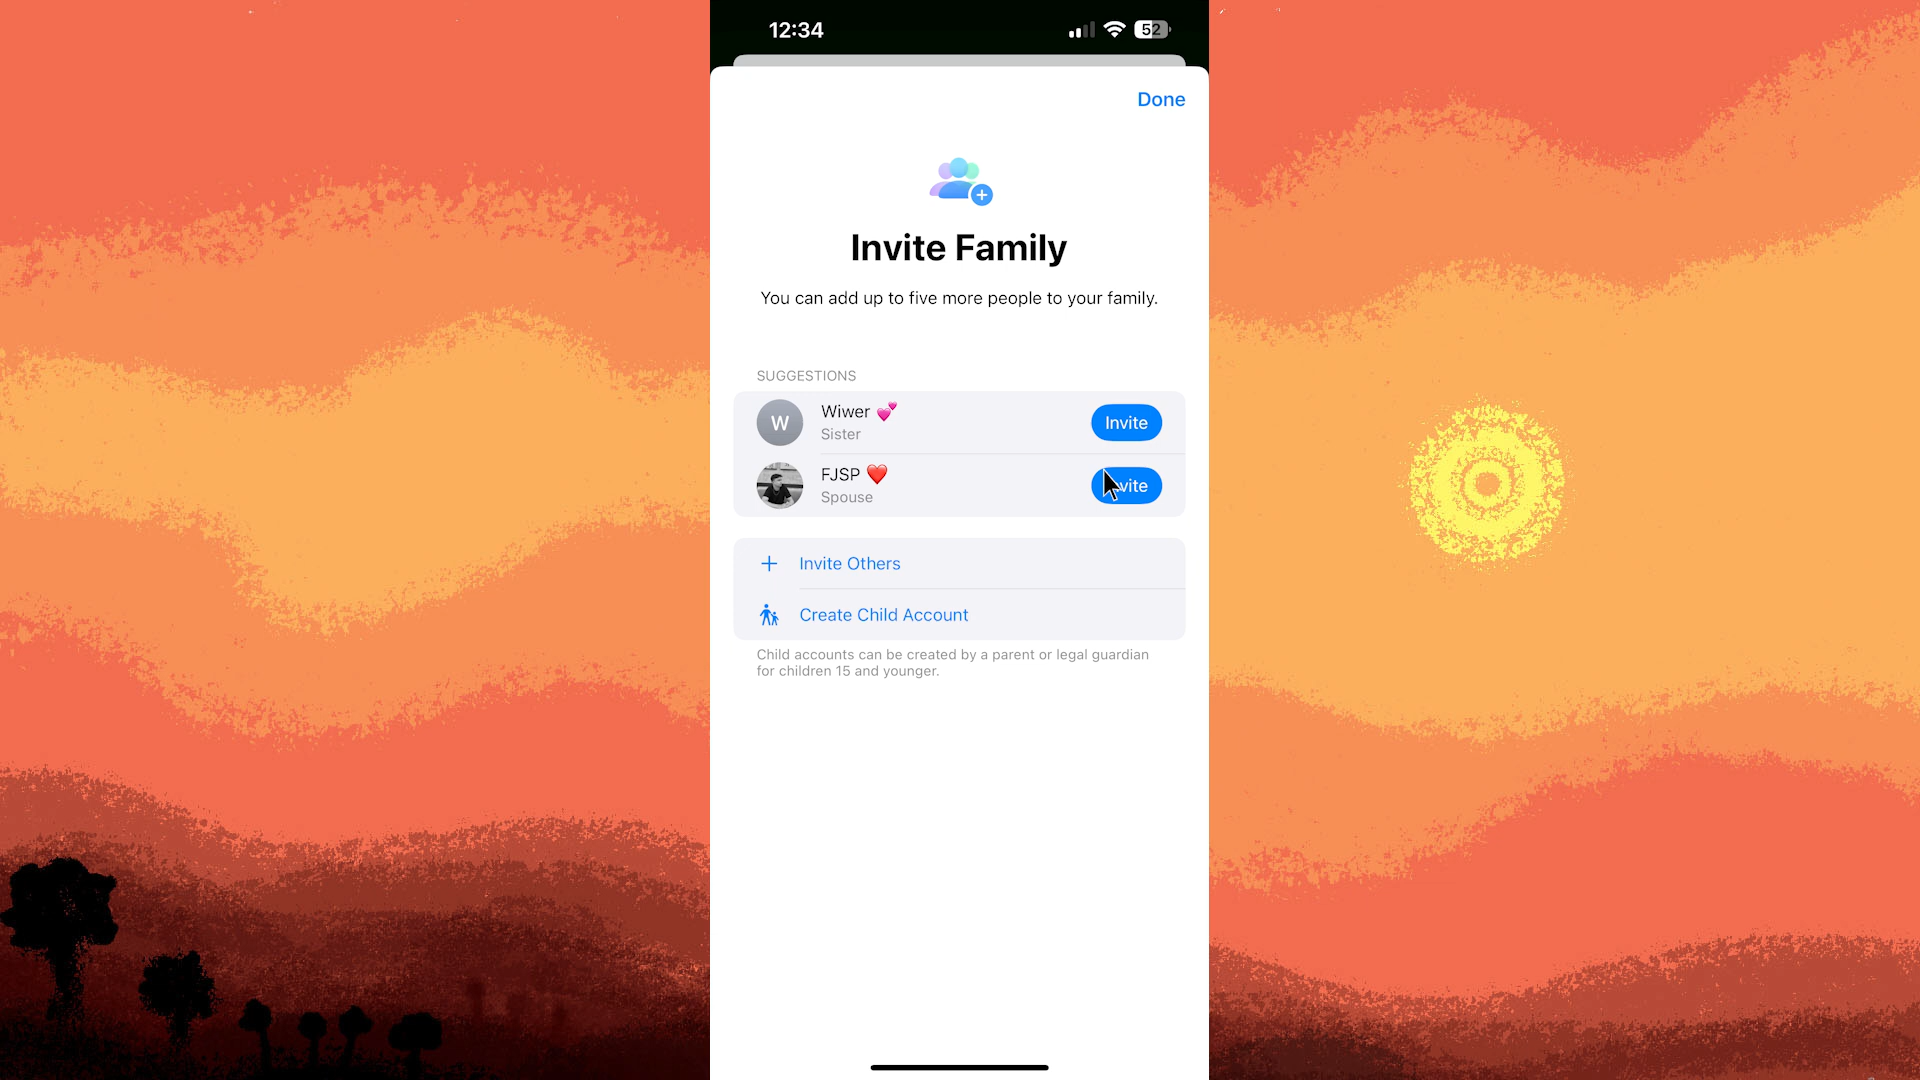 12:34
52
Done
Invite Family
You can add up to five more people to your family.
SUGGESTIONS
W
Wiwer 💕
Sister
Invite
FJSP ❤️
Spouse
Invite Others
Create Child Account
Child accounts can be created by a parent or legal guardian
for children 15 and younger.